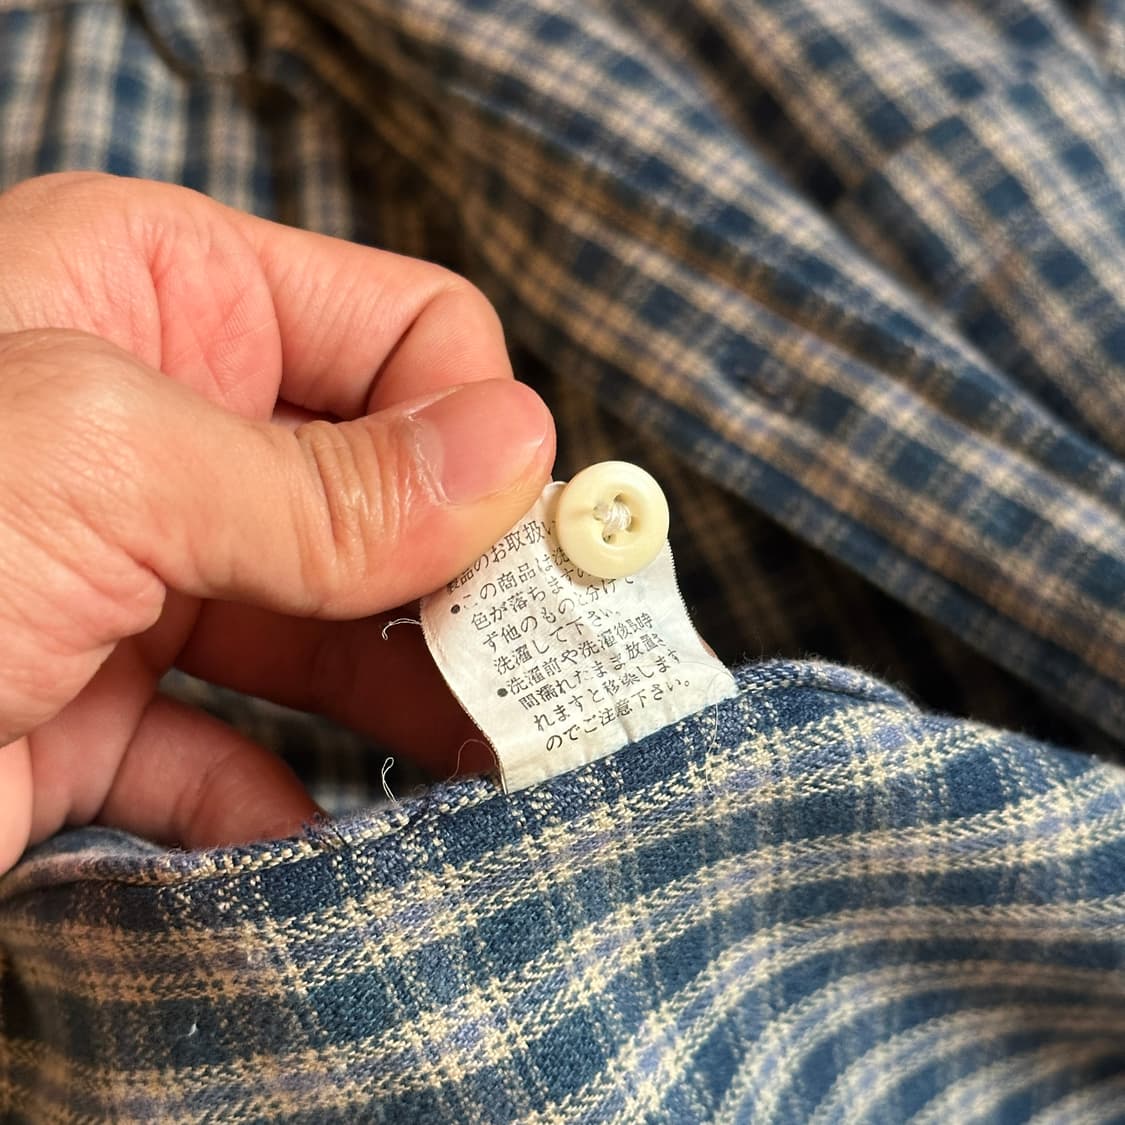 製品のお取扱い
●この商品は洗
色が落ちます
ず他のものと分けて
洗濯して下さい。
●洗濯前や洗濯後長時
間濡れたまま放置さ
れますと移染します
のでご注意下さい。